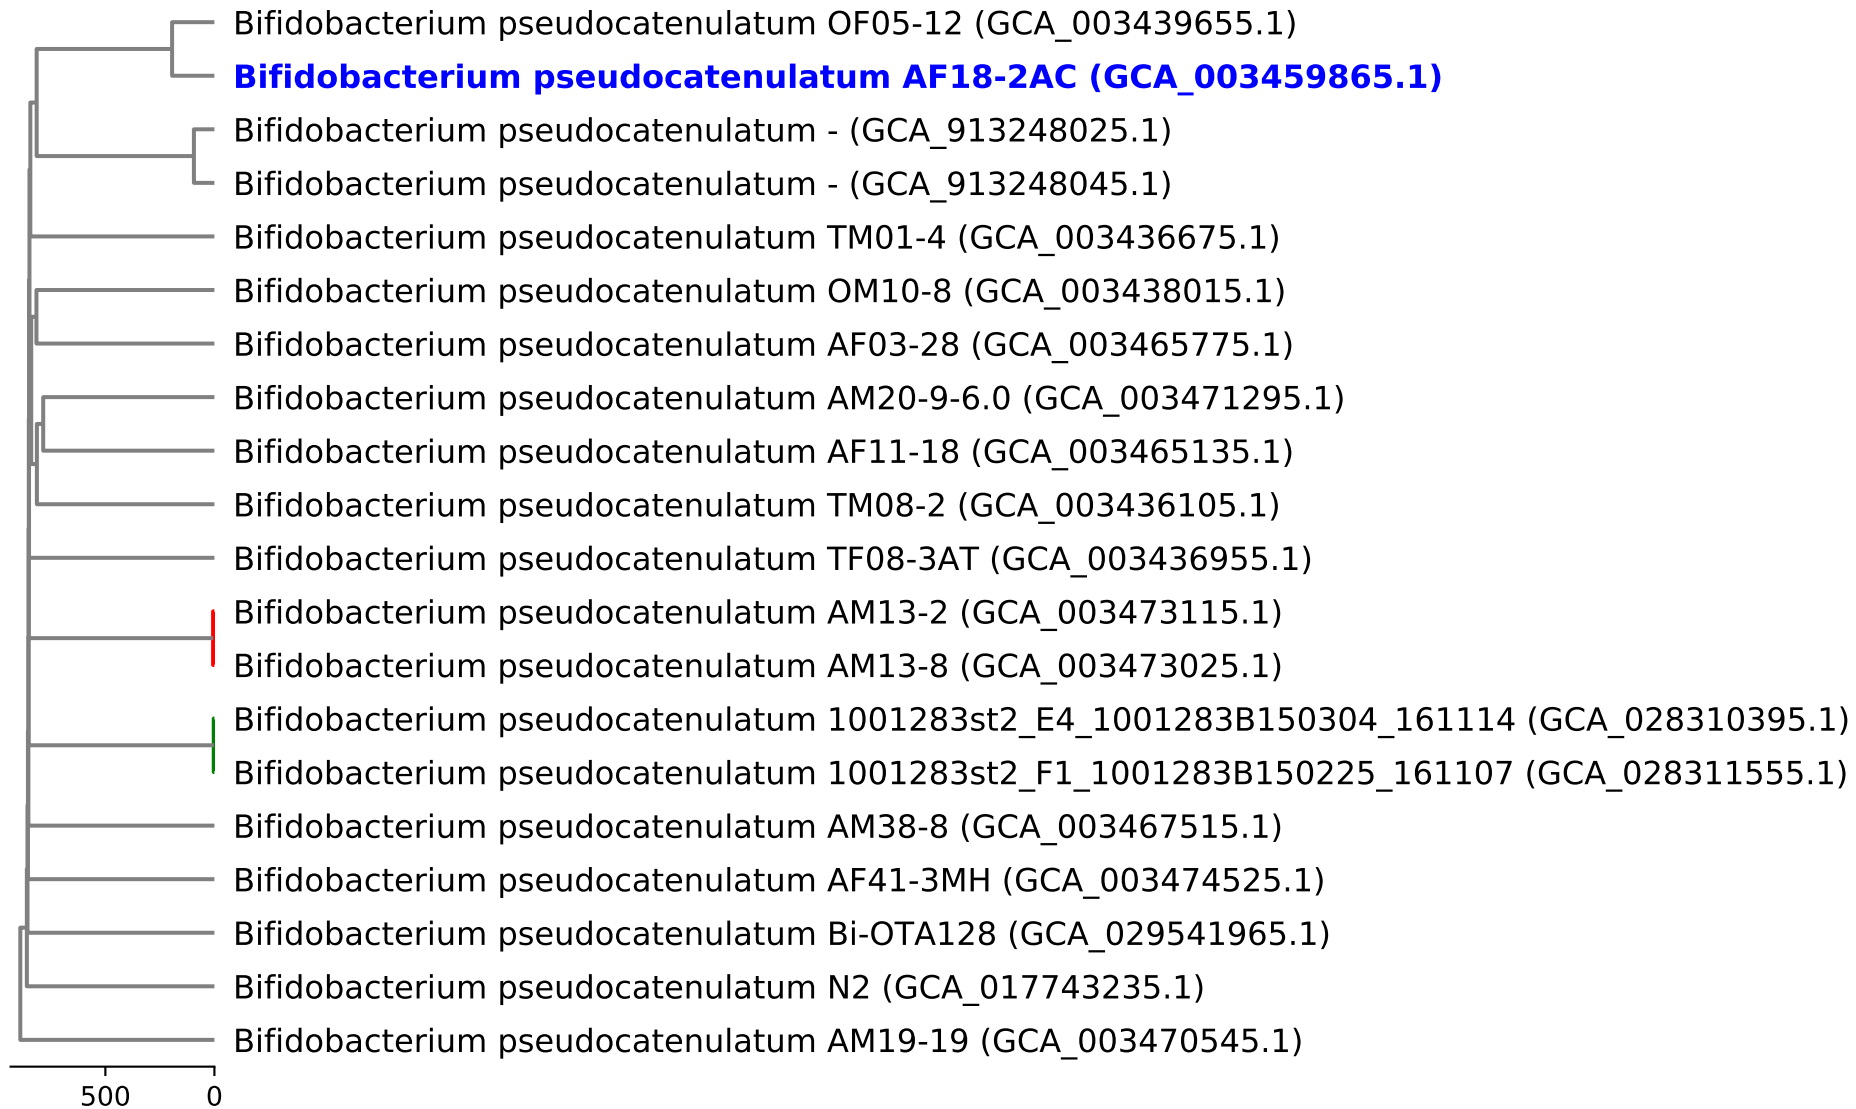 Bifidobacterium pseudocatenulatum OF05-12 (GCA_003439655.1)
Bifidobacterium pseudocatenulatum AF18-2AC (GCA_003459865.1)
Bifidobacterium pseudocatenulatum - (GCA_913248025.1)
Bifidobacterium pseudocatenulatum - (GCA_913248045.1)
Bifidobacterium pseudocatenulatum TM01-4 (GCA_003436675.1)
Bifidobacterium pseudocatenulatum OM10-8 (GCA_003438015.1)
Bifidobacterium pseudocatenulatum AF03-28 (GCA_003465775.1)
Bifidobacterium pseudocatenulatum AM20-9-6.0 (GCA_003471295.1)
Bifidobacterium pseudocatenulatum AF11-18 (GCA_003465135.1)
Bifidobacterium pseudocatenulatum TM08-2 (GCA_003436105.1)
Bifidobacterium pseudocatenulatum TF08-3AT (GCA_003436955.1)
Bifidobacterium pseudocatenulatum AM13-2 (GCA_003473115.1)
Bifidobacterium pseudocatenulatum AM13-8 (GCA_003473025.1)
Bifidobacterium pseudocatenulatum 1001283st2_E4_1001283B150304_161114 (GCA_028310395.1)
Bifidobacterium pseudocatenulatum 1001283st2_F1_1001283B150225_161107 (GCA_028311555.1)
Bifidobacterium pseudocatenulatum AM38-8 (GCA_003467515.1)
Bifidobacterium pseudocatenulatum AF41-3MH (GCA_003474525.1)
Bifidobacterium pseudocatenulatum Bi-OTA128 (GCA_029541965.1)
Bifidobacterium pseudocatenulatum N2 (GCA_017743235.1)
Bifidobacterium pseudocatenulatum AM19-19 (GCA_003470545.1)
500 0